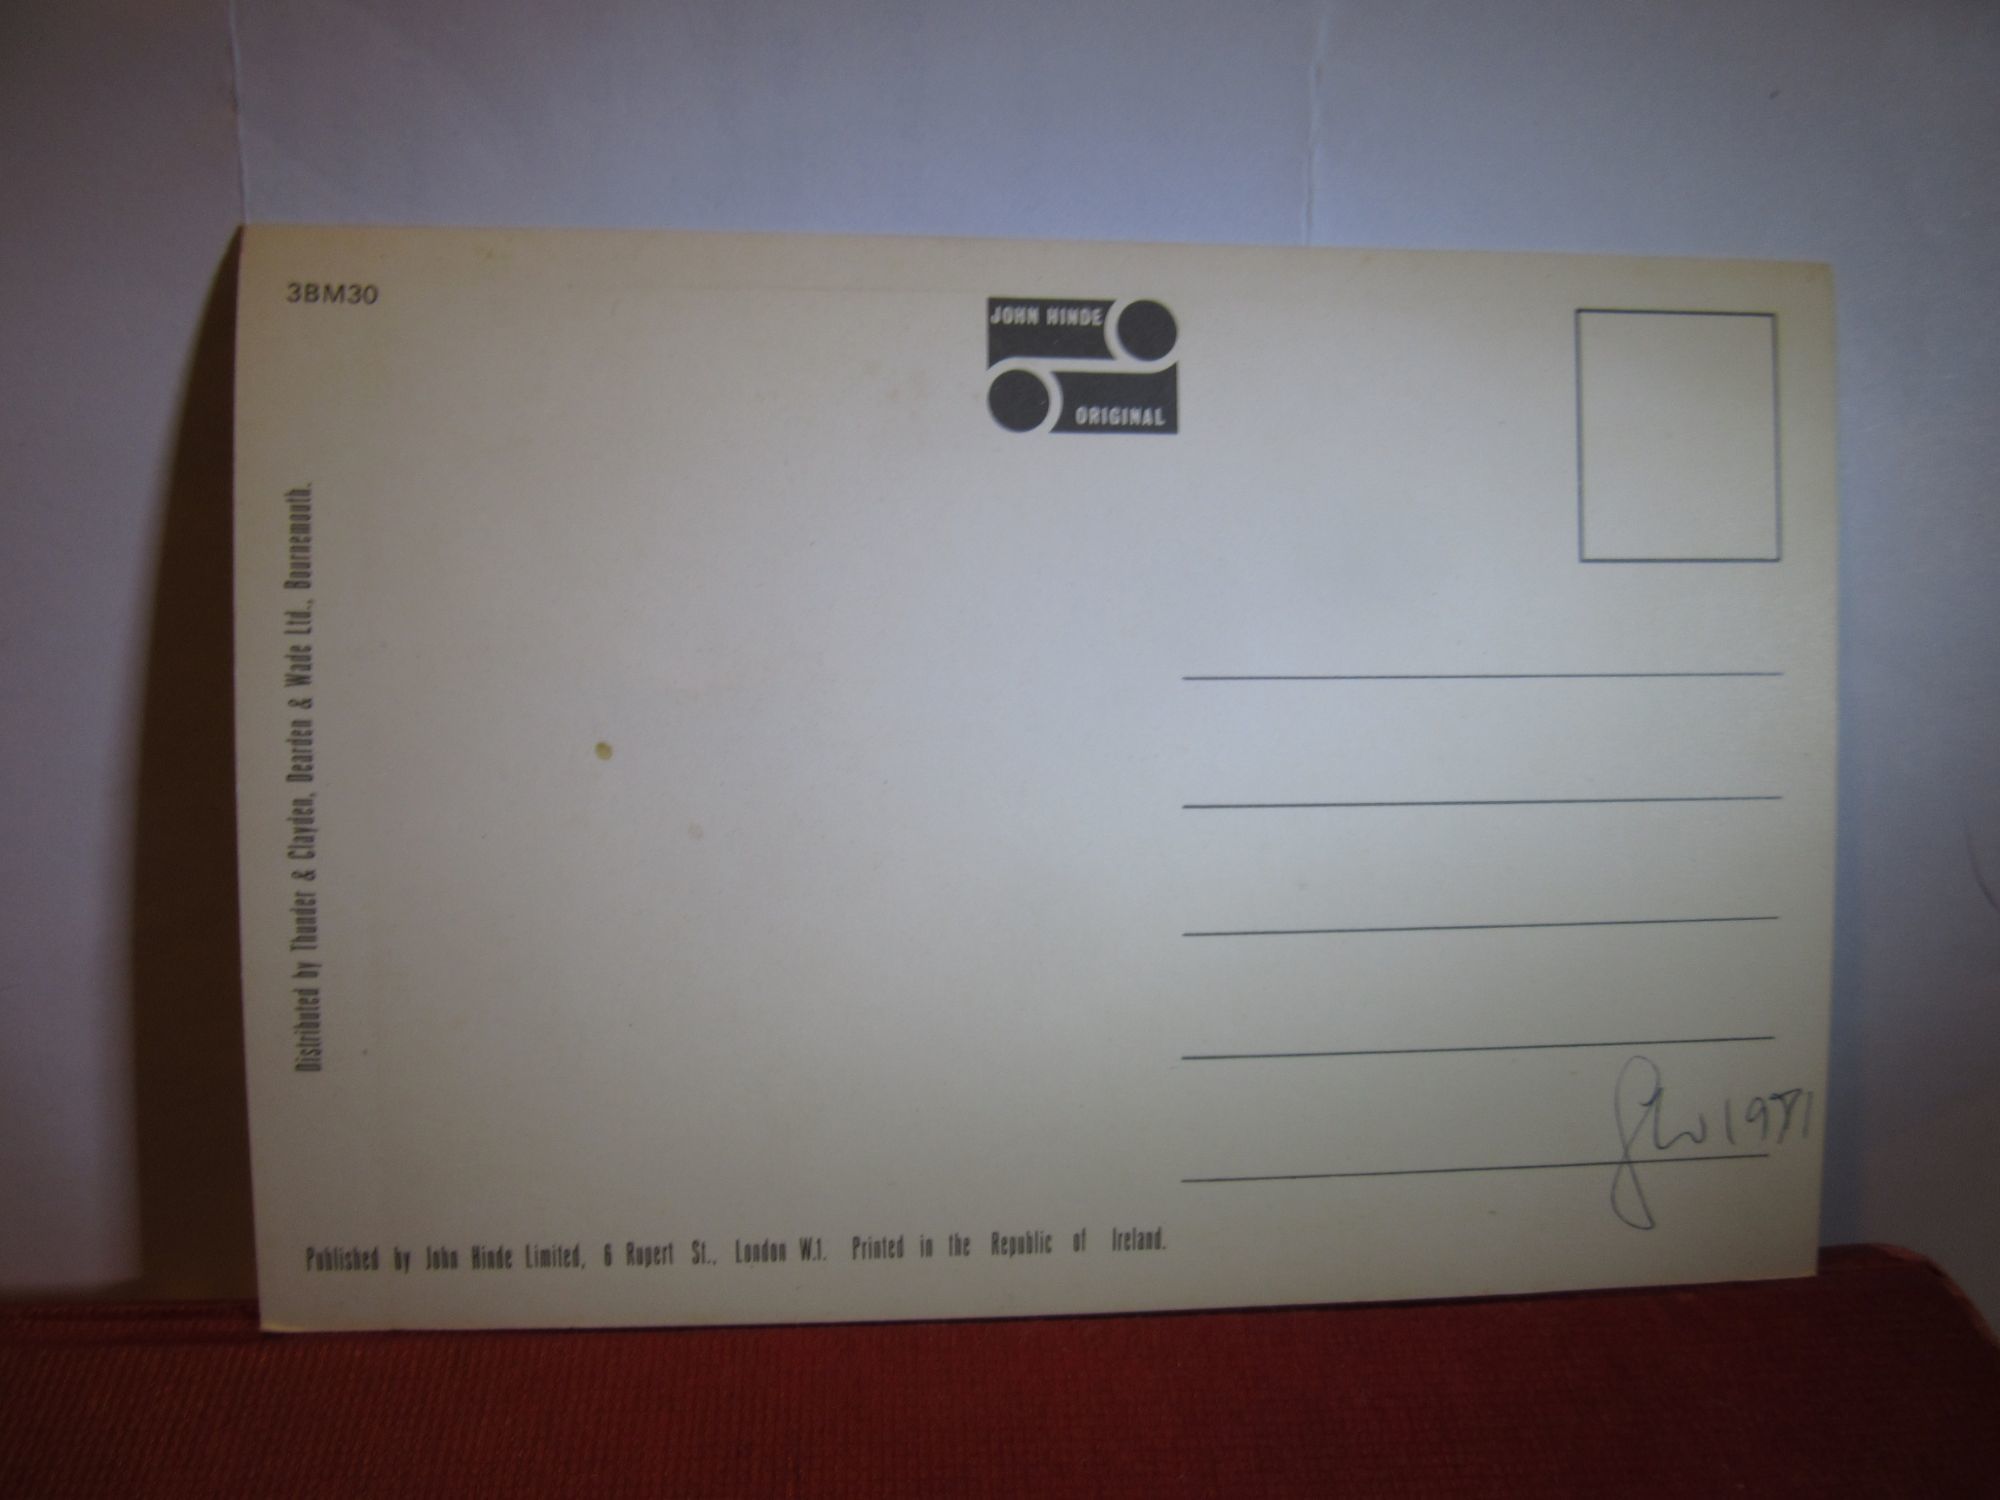 3BM30
JOHN HINDE
ORIGINAL
Distributed by Thunder & Clayden, Dearden & Wade Ltd., Bournemouth.
1981
Published by John Hinde Limited, 6 Rupert St., London W.1. Printed in the Republic of Ireland.